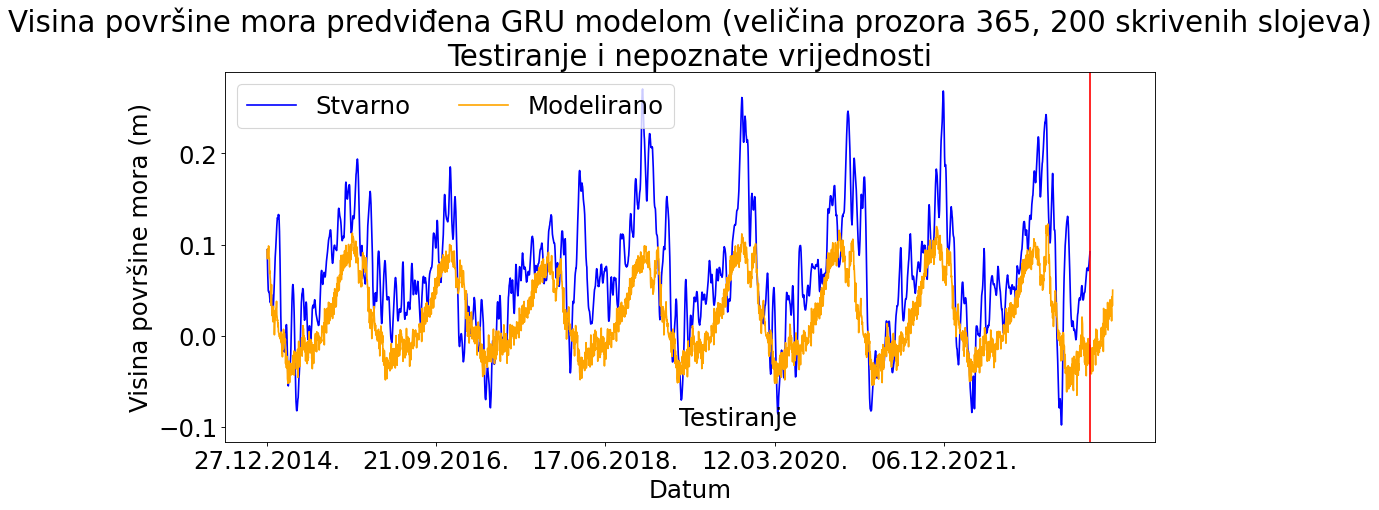 Visina površine mora predviđena GRU modelom (veličina prozora 365, 200 skrivenih slojeva)
Testiranje i nepoznate vrijednosti
Stvarno Modelirano
Visina površine mora (m)
0.2
0.1
0.0
−0.1
Testiranje
27.12.2014. 21.09.2016. 17.06.2018. 12.03.2020. 06.12.2021.
Datum